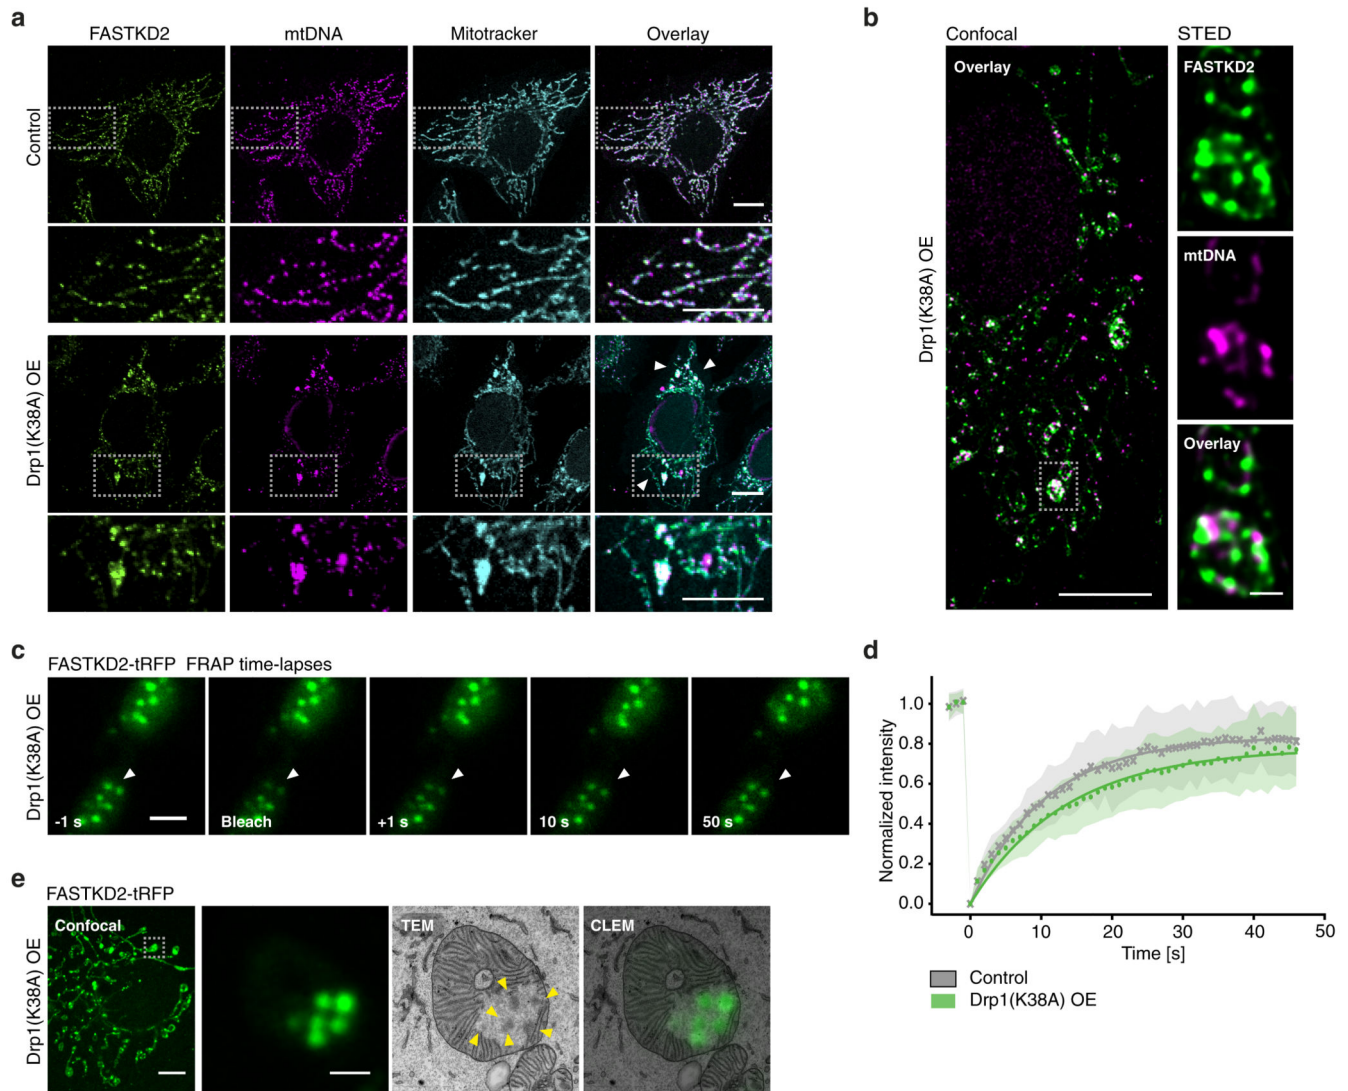 a
FASTKD2 mtDNA Mitotracker Overlay
Control
Drp1(K38A) OE
b
Confocal STED
Overlay
FASTKD2
mtDNA
Overlay
Drp1(K38A) OE
c
FASTKD2-tRFP FRAP time-lapses
Drp1(K38A) OE
-1 s Bleach +1 s 10 s 50 s
d
Normalized intensity
1.0
0.8
0.6
0.4
0.2
0.0
0 10 20 30 40 50
Time [s]
Control
Drp1(K38A) OE
e
FASTKD2-tRFP
Drp1(K38A) OE
Confocal TEM CLEM